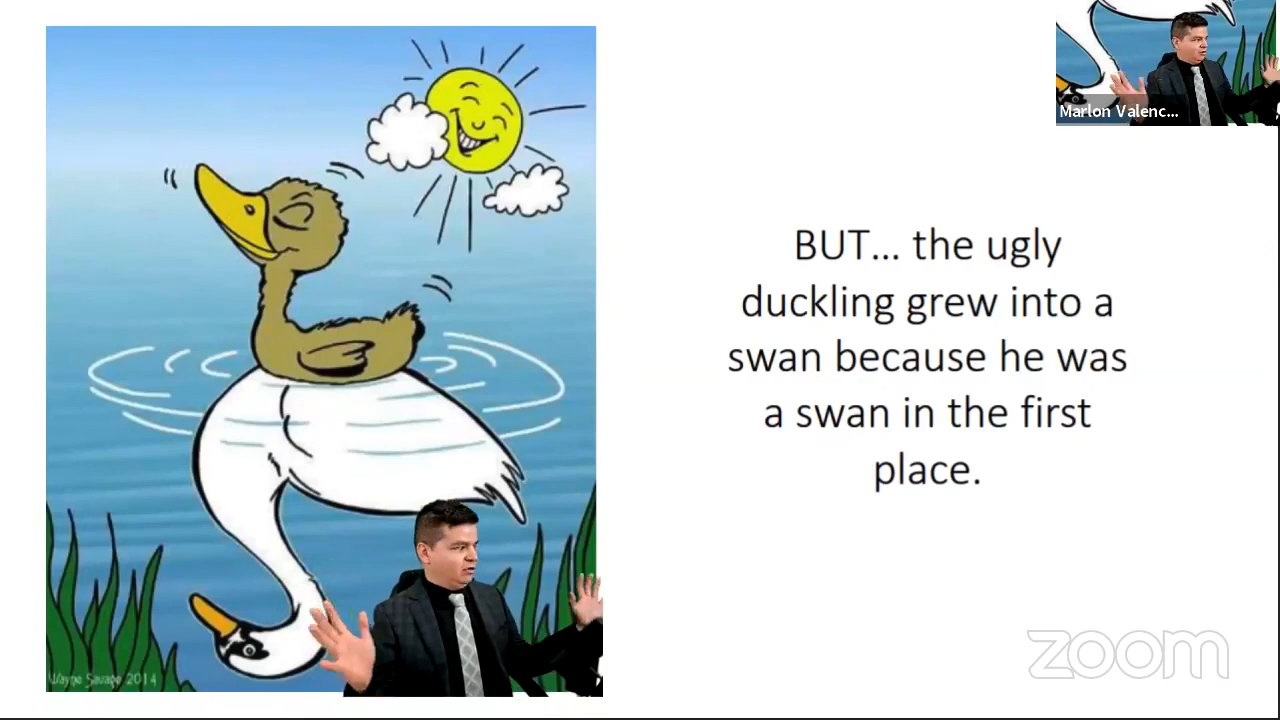 Marlon Valenc...
BUT... the ugly
duckling grew into a
swan because he was
a swan in the first
place.
Wayne Savage 2014
zoom